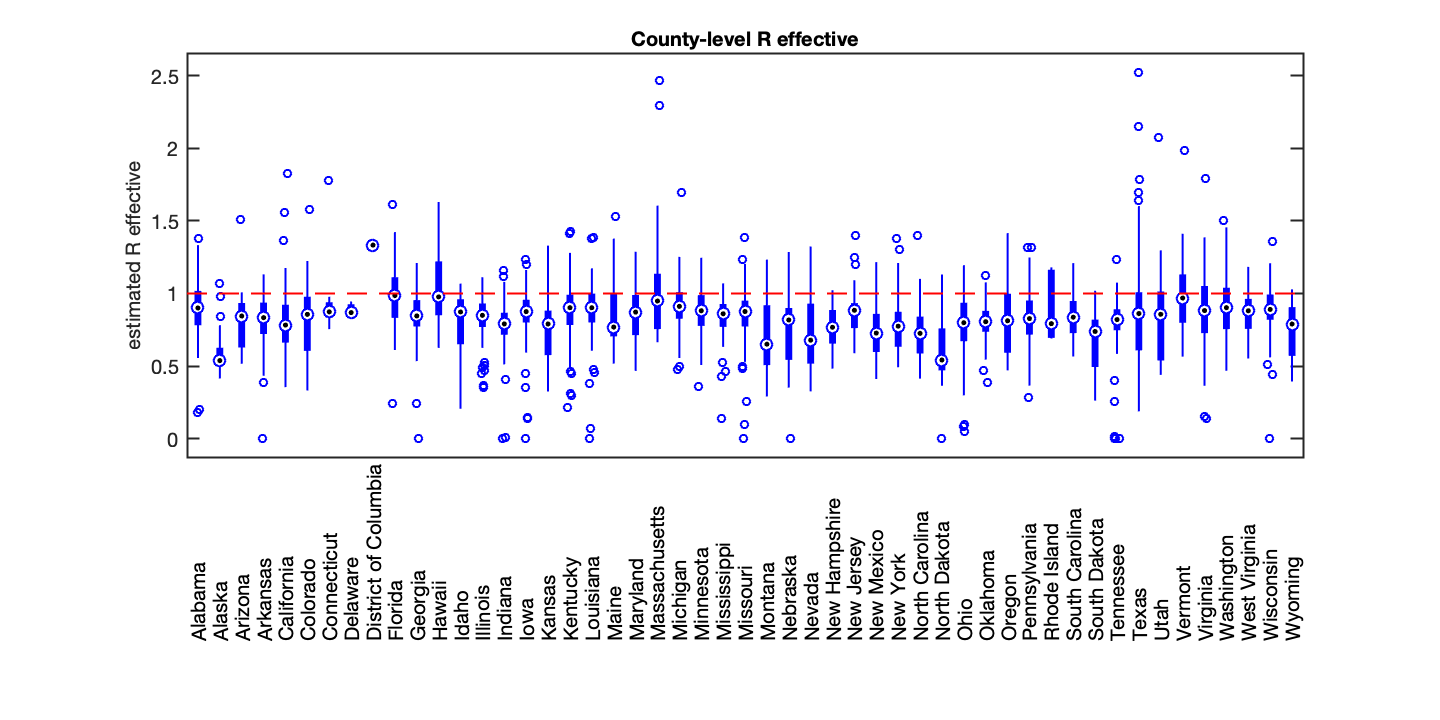 County-level R effective
estimated R effective
2.5
2
1.5
1
0.5
0
Alabama
Alaska
Arizona
Arkansas
California
Colorado
Connecticut
Delaware
District of Columbia
Florida
Georgia
Hawaii
Idaho
Illinois
Indiana
Iowa
Kansas
Kentucky
Louisiana
Maine
Maryland
Massachusetts
Michigan
Minnesota
Mississippi
Missouri
Montana
Nebraska
Nevada
New Hampshire
New Jersey
New Mexico
New York
North Carolina
North Dakota
Ohio
Oklahoma
Oregon
Pennsylvania
Rhode Island
South Carolina
South Dakota
Tennessee
Texas
Utah
Vermont
Virginia
Washington
West Virginia
Wisconsin
Wyoming